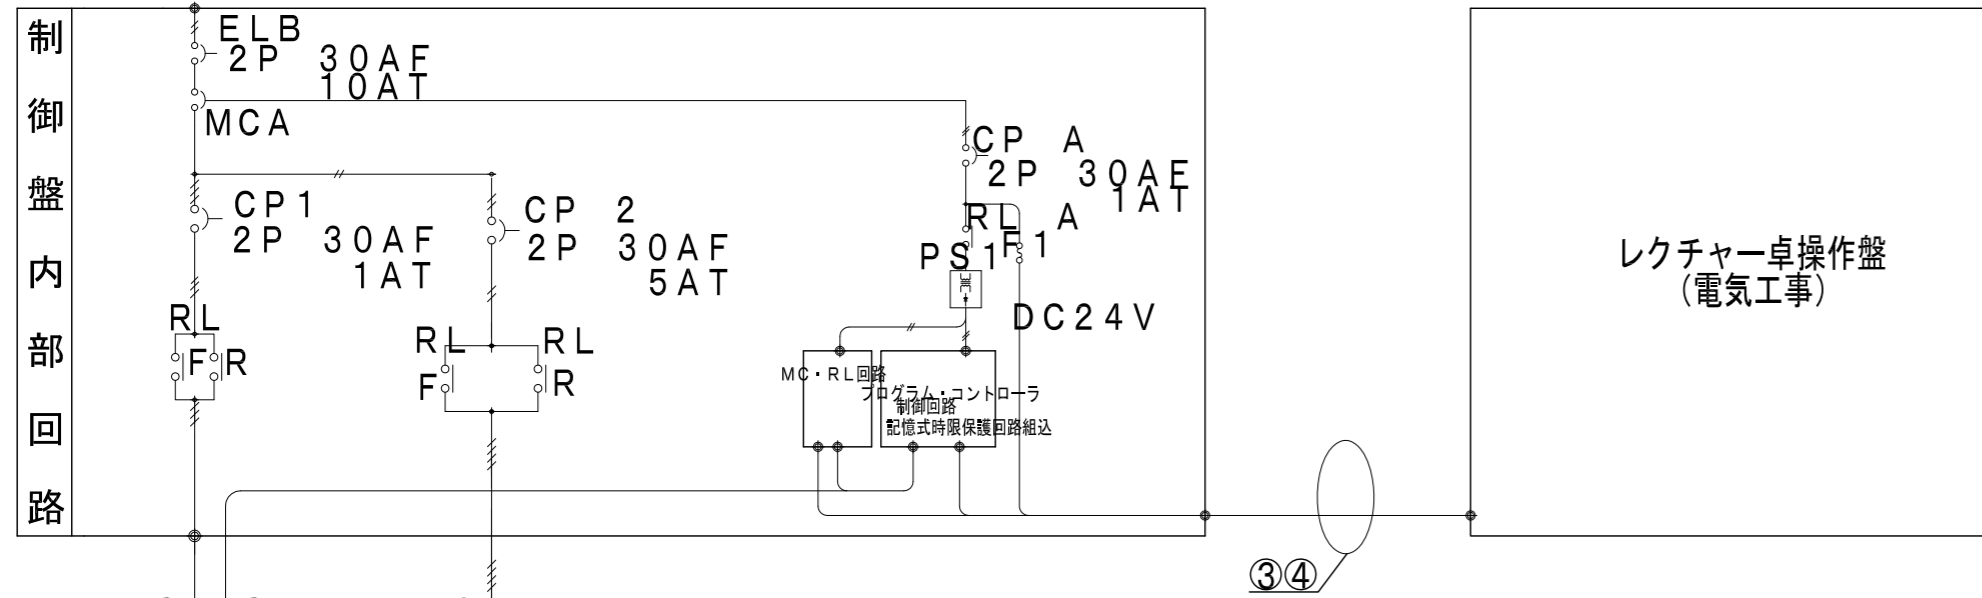 制御盤内部回路
ELB
2P 30AF
10AT
MCA
CP1
2P 30AF
1AT
CP 2
2P 30AF
5AT
CP A
2P 30AF
1AT
RL A
PS1
F1
DC24V
RL
F R
RL RL
F R
MC・RL回路
プログラム・コントローラ
制御回路
記憶式時限保護回路組込
レクチャー卓操作盤
(電気工事)
③④